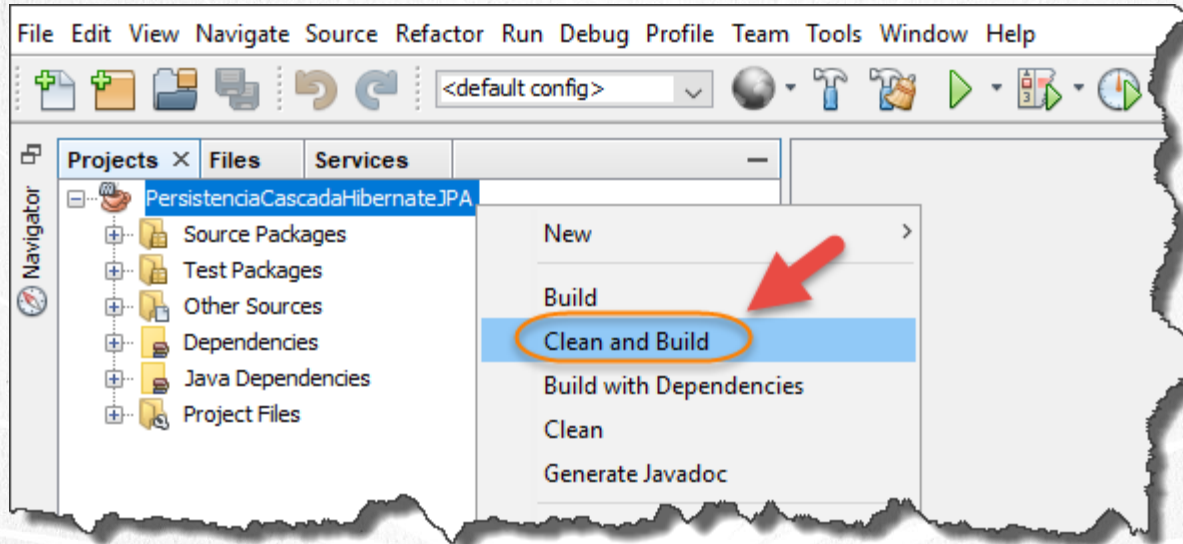 File Edit View Navigate Source Refactor Run Debug Profile Team Tools Window Help
<default config>
Projects Files Services
Navigator
PersistenciaCascadaHibernateJPA
Source Packages
Test Packages
Other Sources
Dependencies
Java Dependencies
Project Files
New
Build
Clean and Build
Build with Dependencies
Clean
Generate Javadoc